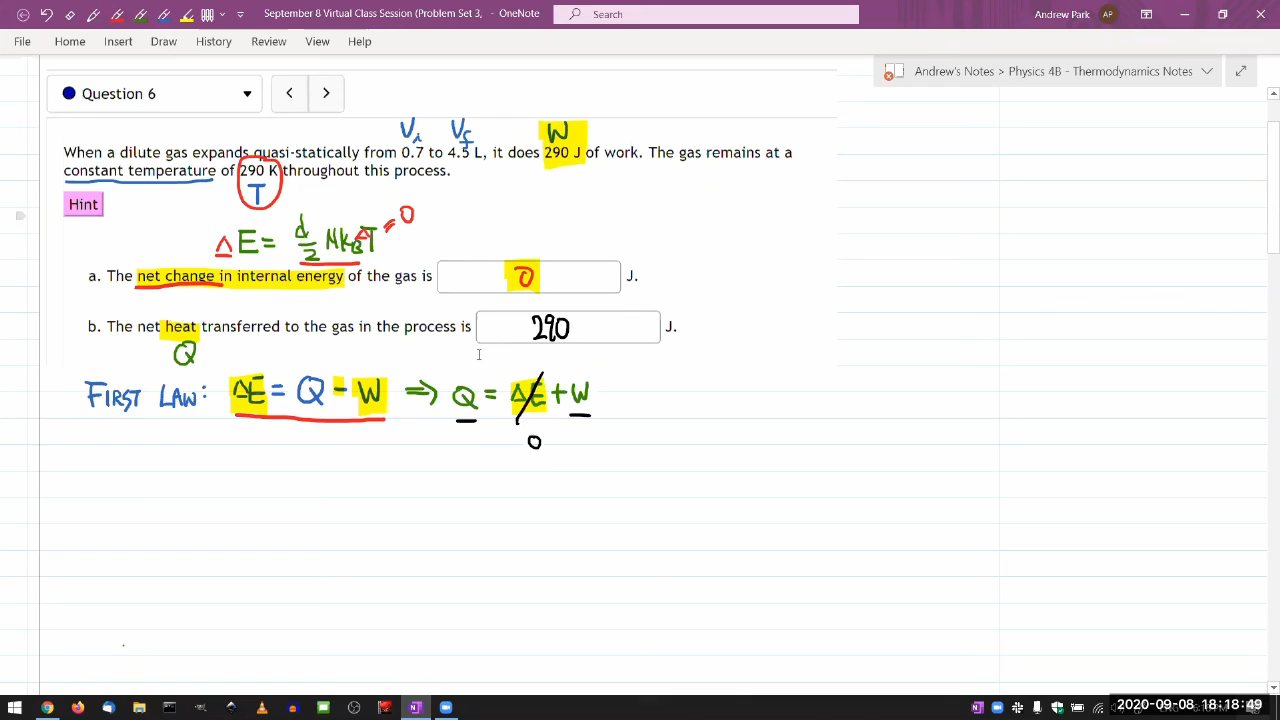 September 8 Virtual Class Session (Process Set 3, - OneNote
Search
Andrew Park AP
File Home Insert Draw History Review View Help
Andrew's Notes > Physics 4B - Thermodynamics Notes
Question 6
Vi Vf W
When a dilute gas expands quasi-statically from 0.7 to 4.5 L, it does 290 J of work. The gas remains at a
constant temperature of 290 K throughout this process.
T
Hint
ΔE = d/2 NkBΔT = 0
a. The net change in internal energy of the gas is 0 J.
b. The net heat transferred to the gas in the process is 290 J.
Q
FIRST LAW: ΔE = Q - W ⇒ Q = ΔE + W
0
2020-09-08 18:18:49